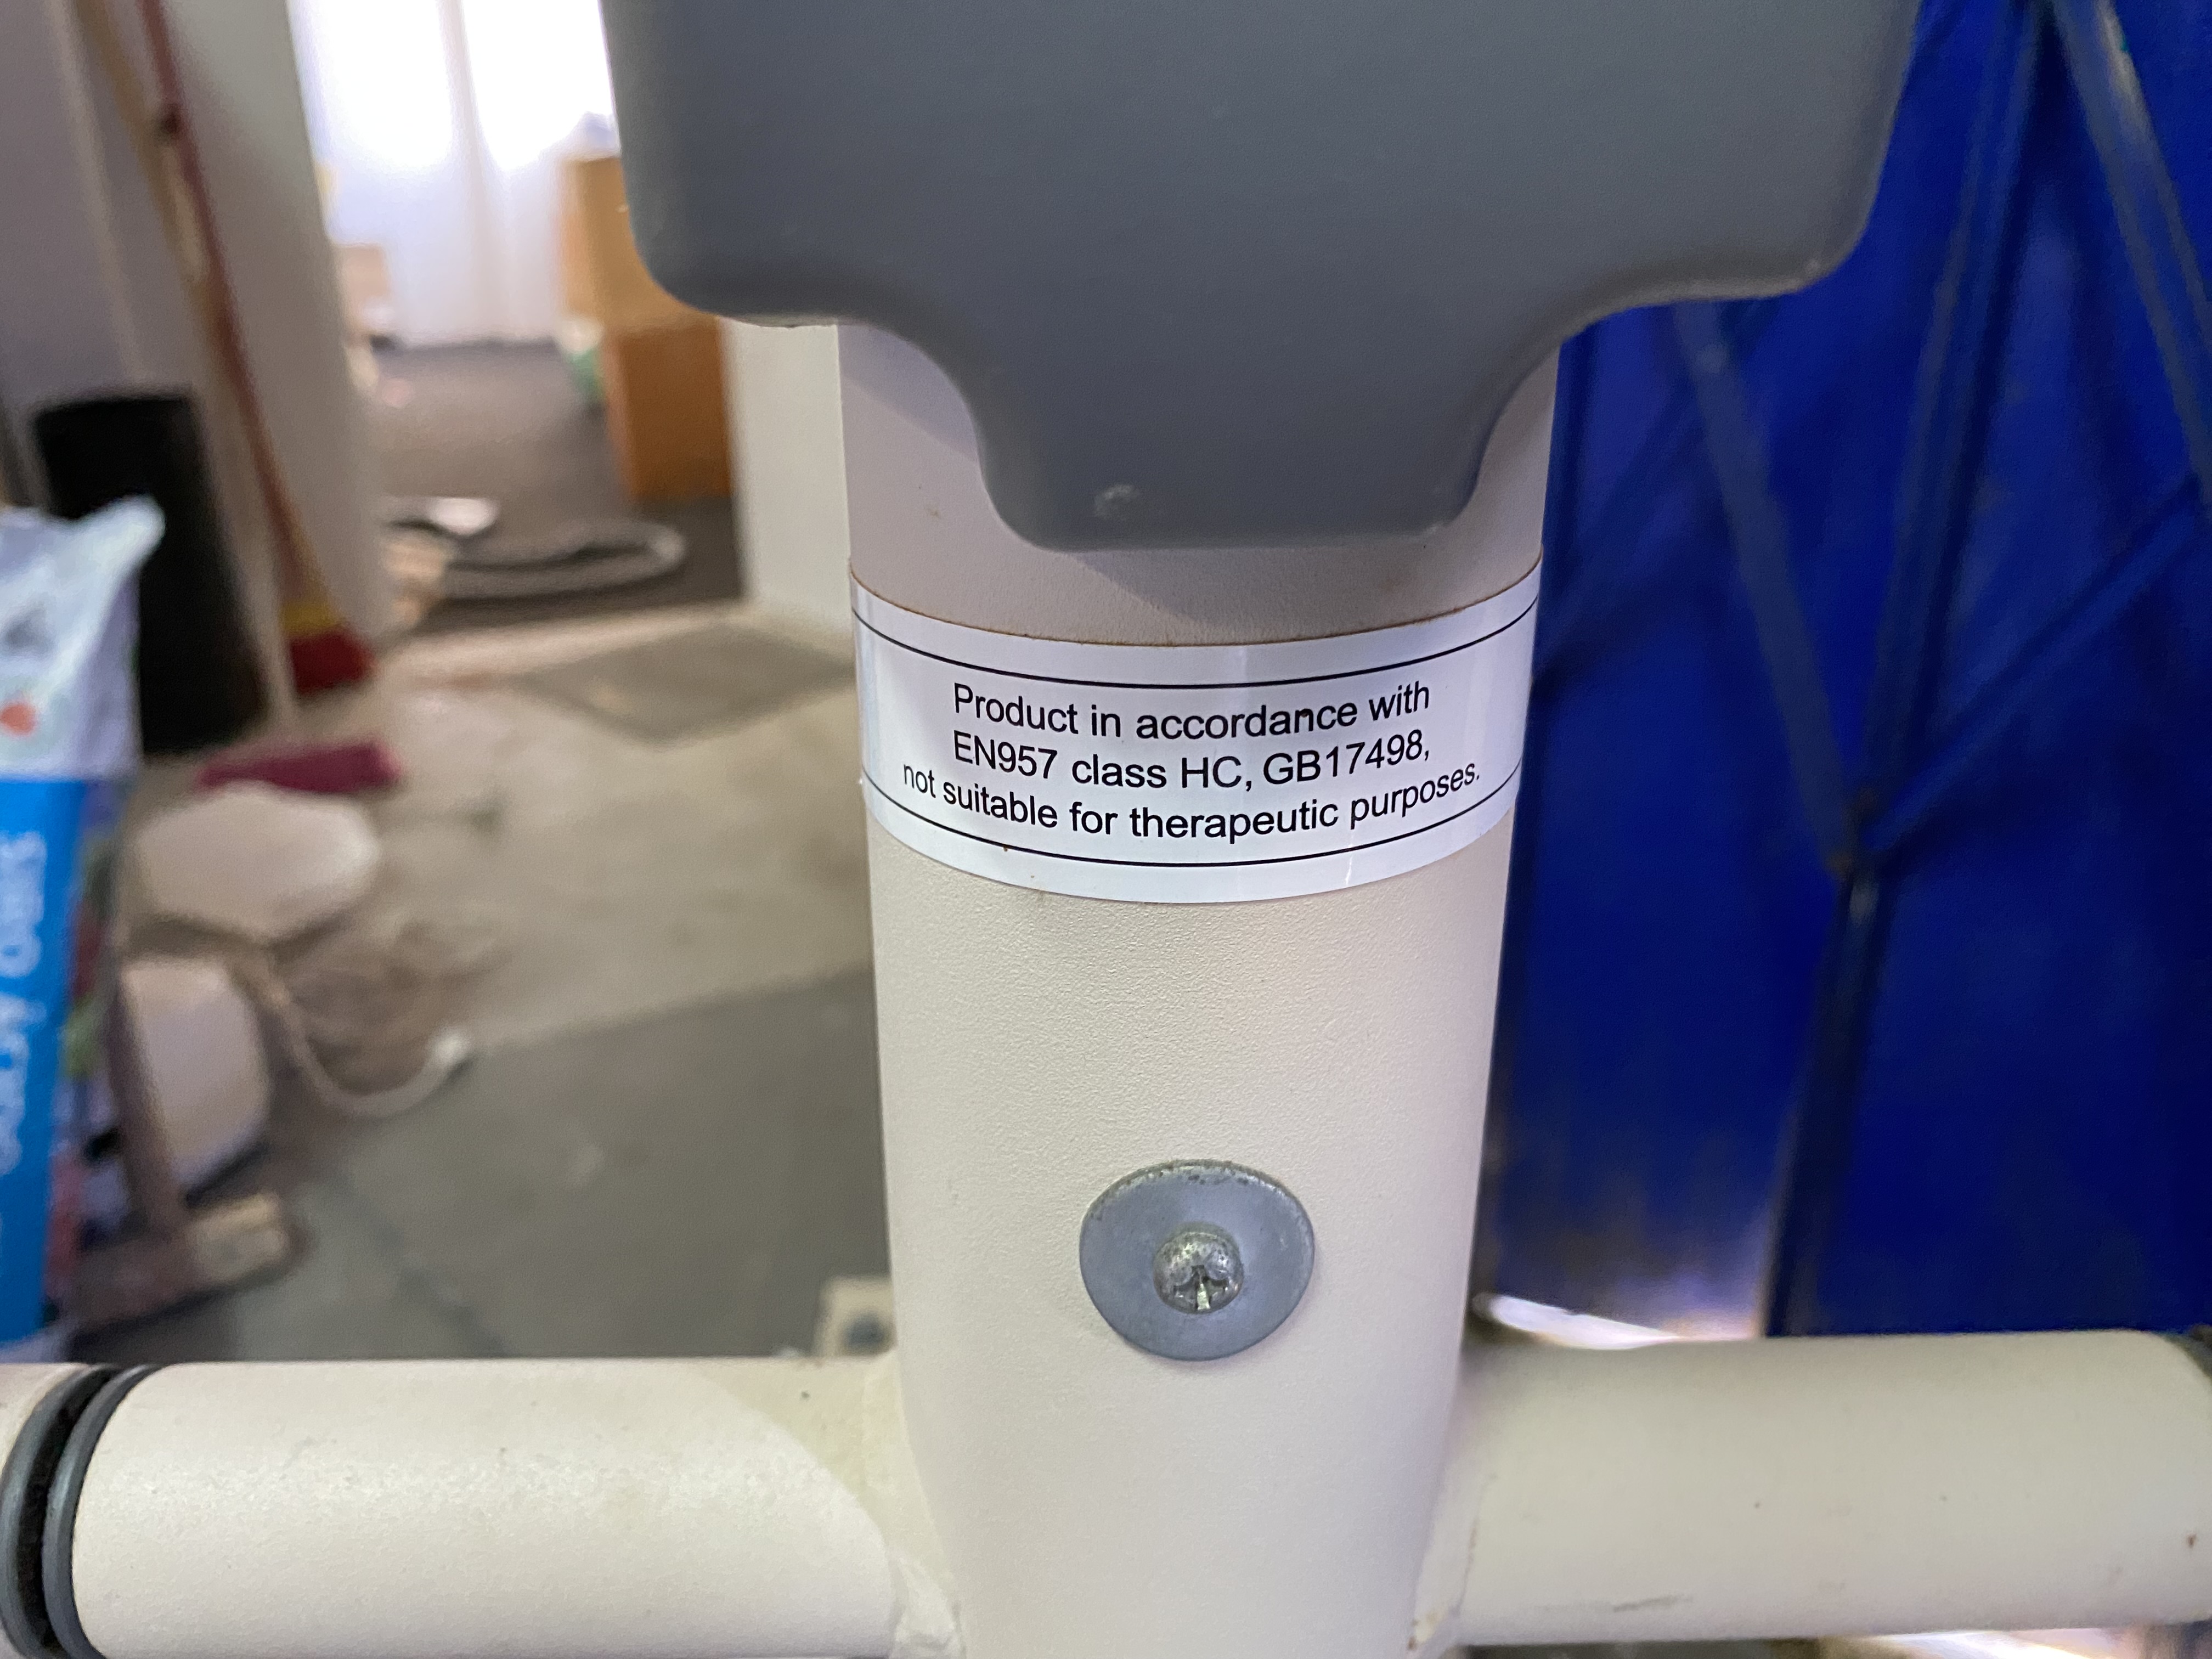 Product in accordance with
EN957 class HC, GB17498,
not suitable for therapeutic purposes.